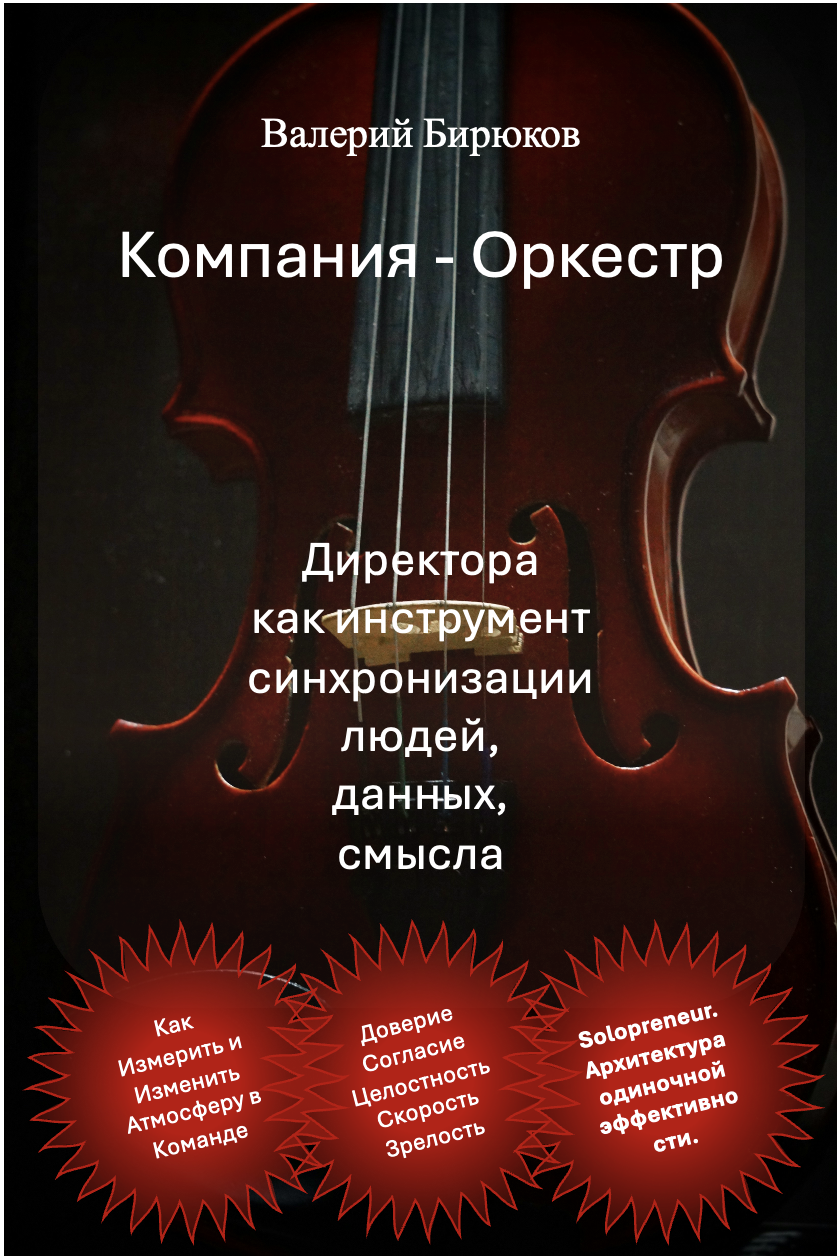 Валерий Бирюков
Компания - Оркестр
Директора
как инструмент
синхронизации
людей,
данных,
смысла
Как
Измерить и
Изменить
Атмосферу в
Команде
Доверие
Согласие
Целостность
Скорость
Зрелость
Solopreneur.
Архитектура
одиночной
эффективно
сти.